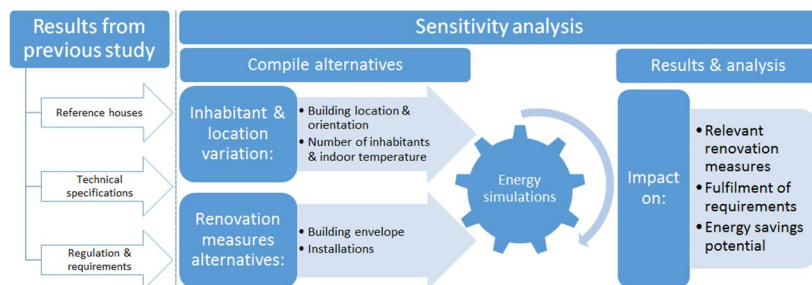 Results from
previous study
Reference houses
Technical
specifications
Regulation &
requirements
Sensitivity analysis
Compile alternatives
Inhabitant &
location
variation:
• Building location &
orientation
• Number of inhabitants
& indoor temperature
Renovation
measures
alternatives:
• Building envelope
• Installations
Energy
simulations
Results & analysis
Impact
on:
• Relevant
renovation
measures
• Fulfilment of
requirements
• Energy savings
potential